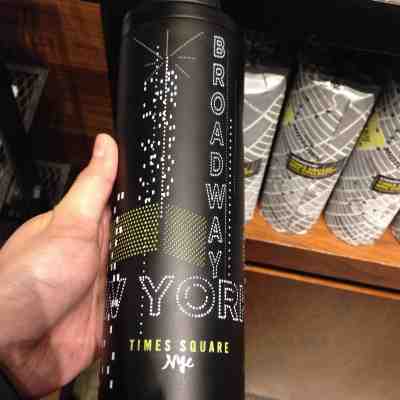 BROADWAY
W YORK
TIMES SQUARE
NYC